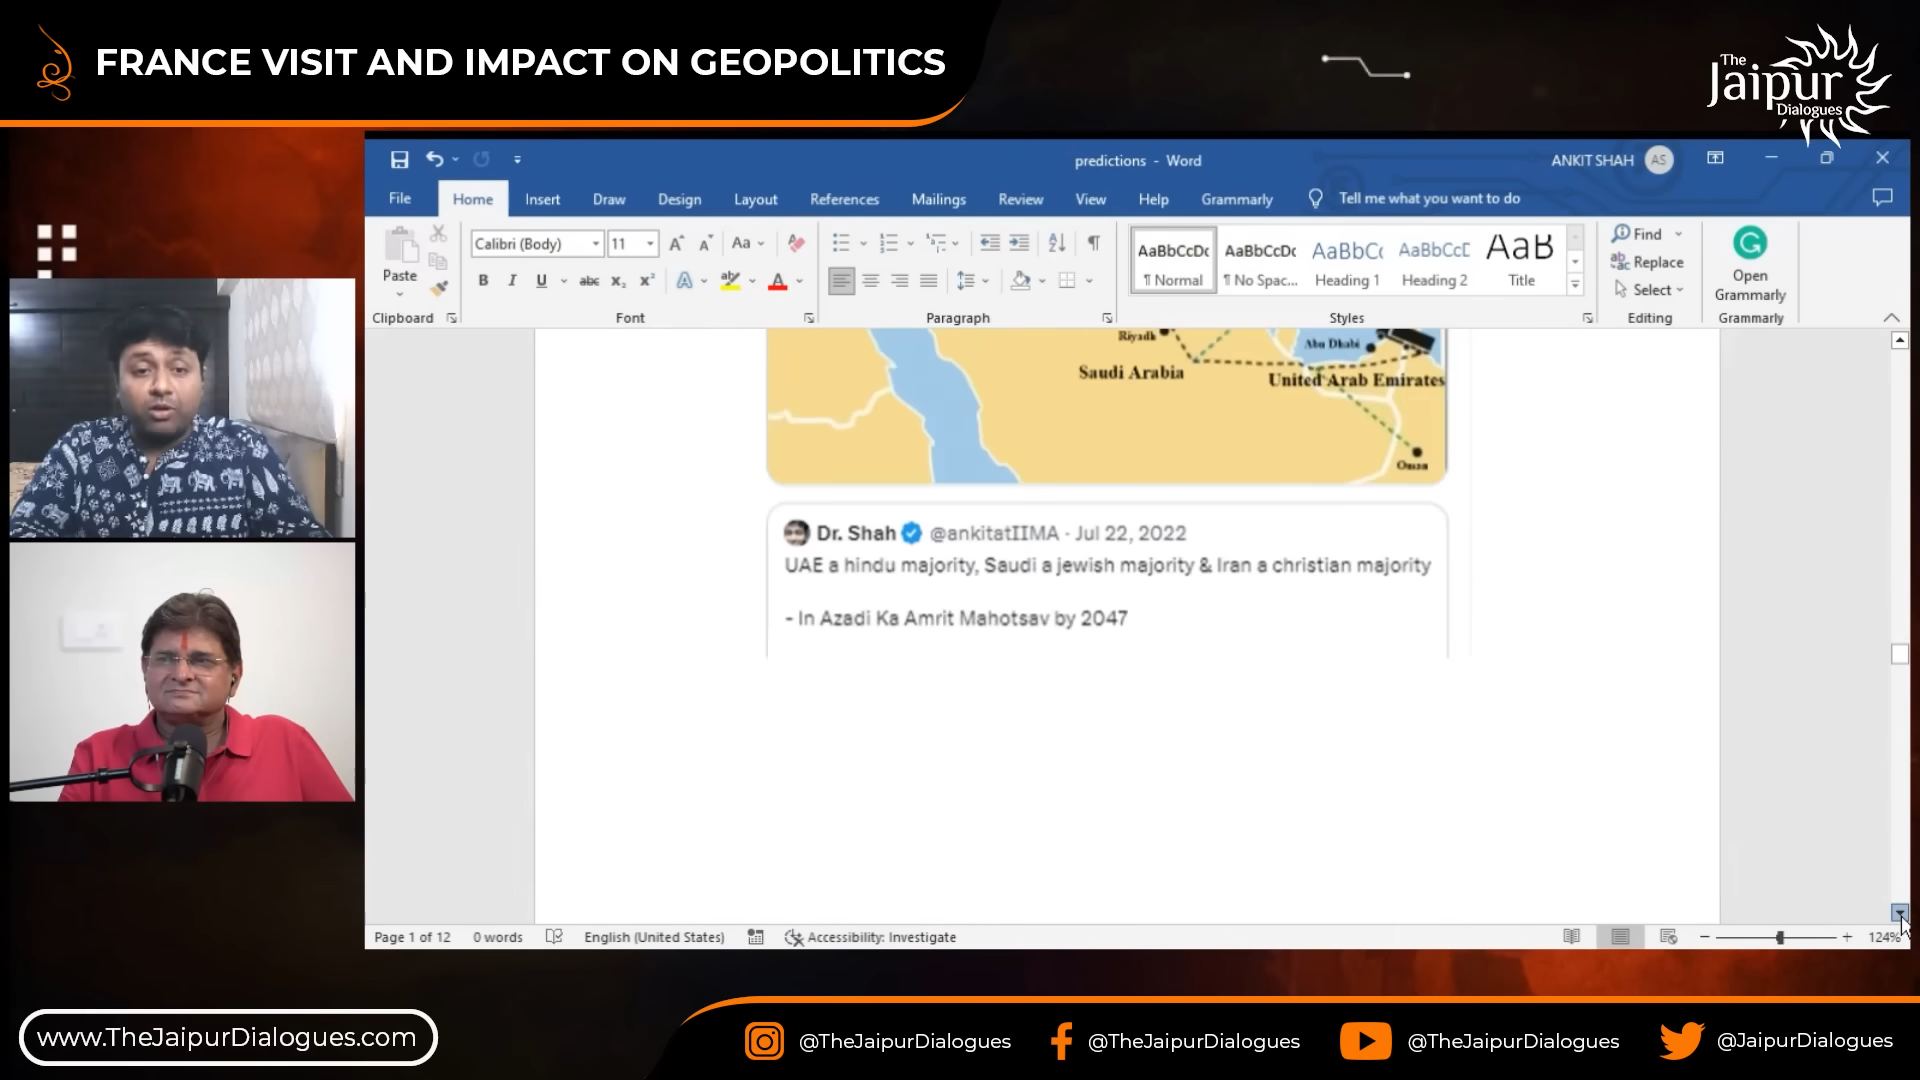 FRANCE VISIT AND IMPACT ON GEOPOLITICS
The
Jaipur
Dialogues
predictions - Word
ANKIT SHAH AS
File Home Insert Draw Design Layout References Mailings Review View Help Grammarly Tell me what you want to do
Paste
Clipboard
Calibri (Body) 11
Aa
B I U abc x₂ x²
A
Font
Paragraph
AaBbCcDc AaBbCcDc AaBbC AaBbCcD AaB
¶ Normal ¶ No Spac... Heading 1 Heading 2 Title
Styles
Find
Replace
Select
Editing
Open
Grammarly
Grammarly
Riyadh
Abu Dhabi
Saudi Arabia
United Arab Emirates
Oman
Dr. Shah @ankitatIIMA · Jul 22, 2022
UAE a hindu majority, Saudi a jewish majority & Iran a christian majority
- In Azadi Ka Amrit Mahotsav by 2047
Page 1 of 12 0 words English (United States) Accessibility: Investigate
124%
www.TheJaipurDialogues.com
@TheJaipurDialogues
@TheJaipurDialogues
@TheJaipurDialogues
@JaipurDialogues